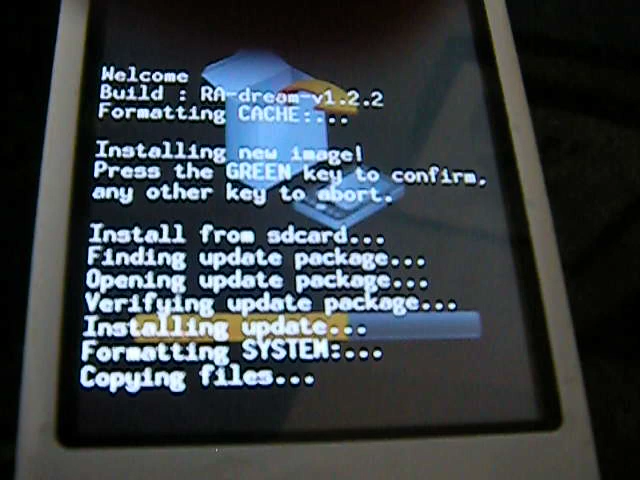 Welcome
Build : RA-dream-v1.2.2
Formatting CACHE:...
Installing new image!
Press the GREEN key to confirm,
any other key to abort.
Install from sdcard...
Finding update package...
Opening update package...
Verifying update package...
Installing update...
Formatting SYSTEM:...
Copying files...